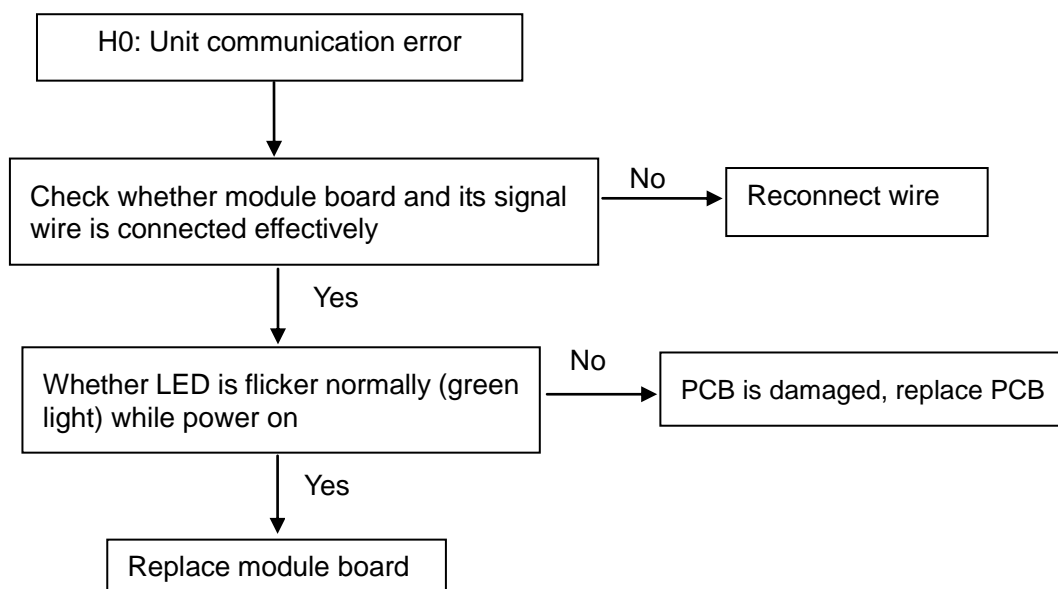 H0: Unit communication error
Check whether module board and its signal
wire is connected effectively
No
Reconnect wire
Yes
Whether LED is flicker normally (green
light) while power on
No
PCB is damaged, replace PCB
Yes
Replace module board